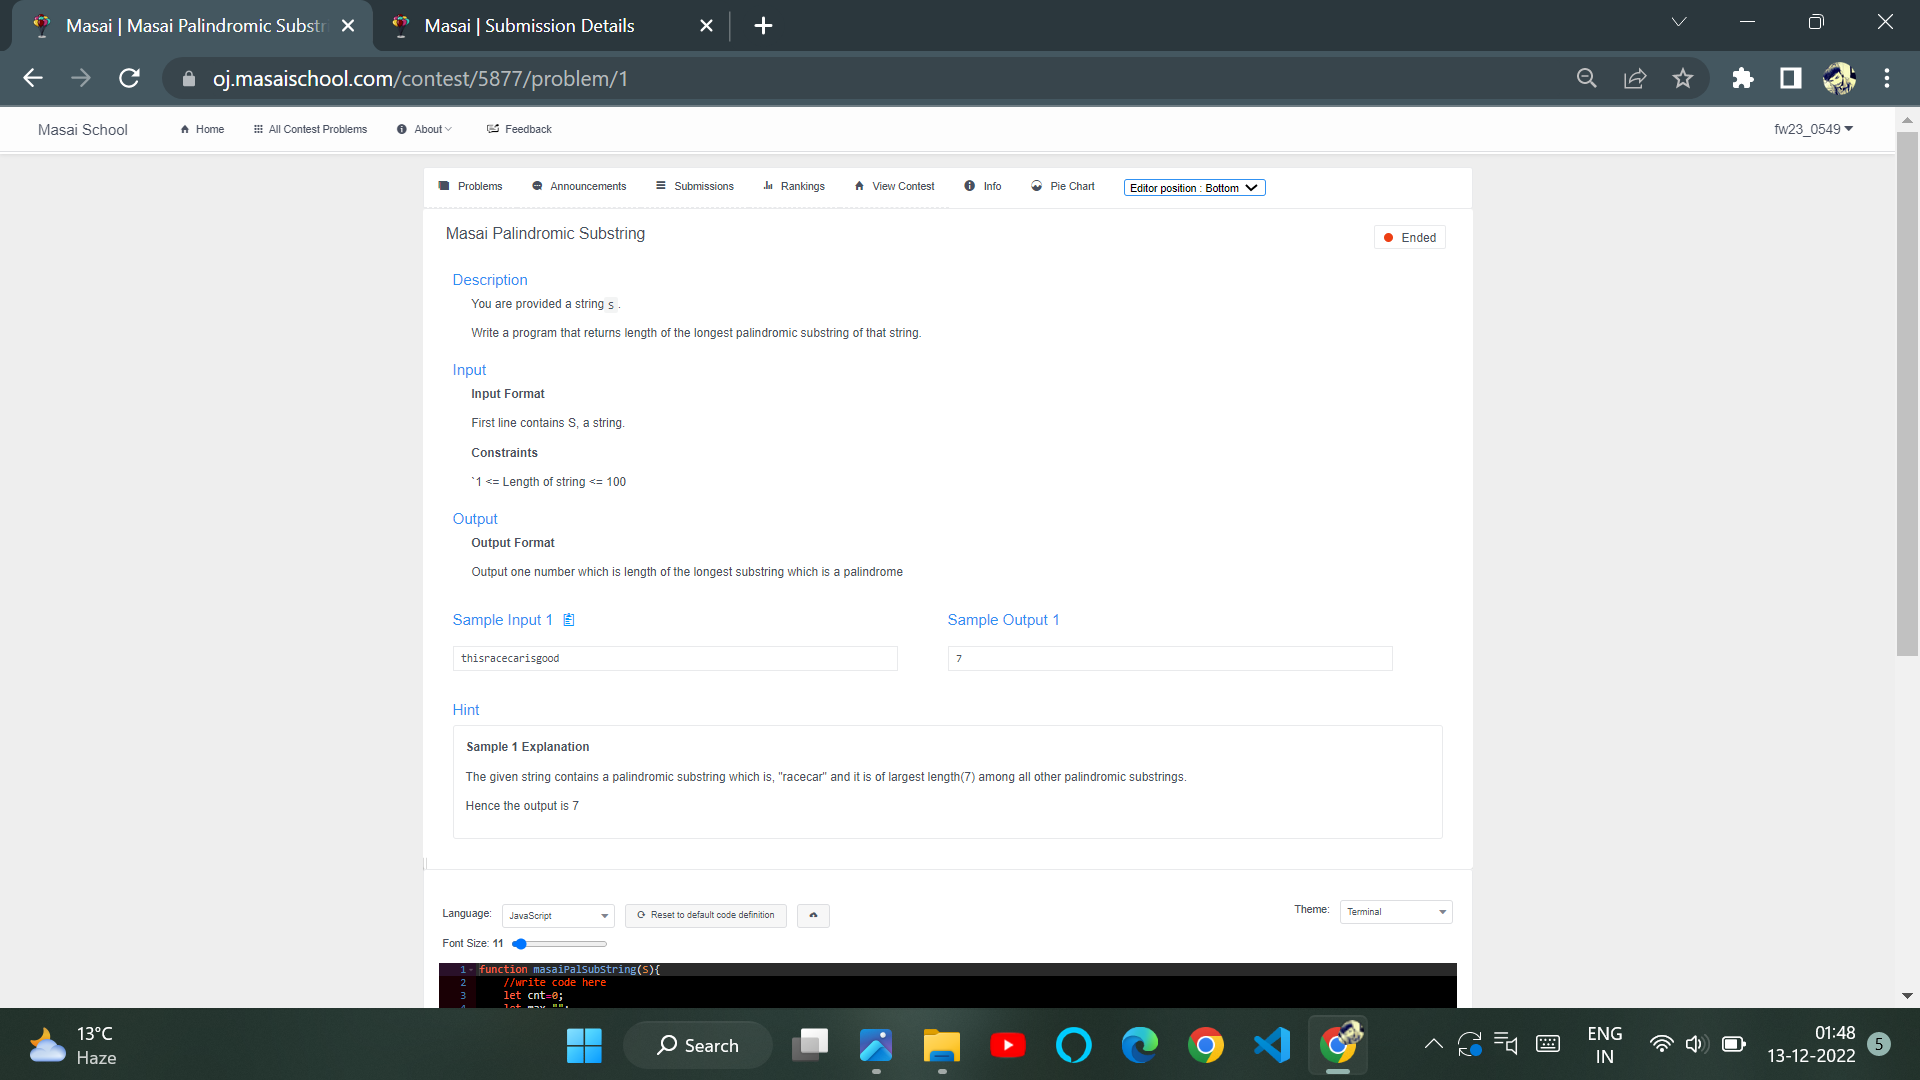 Masai | Masai Palindromic Substri
Masai | Submission Details
oj.masaischool.com/contest/5877/problem/1
Masai School
Home
All Contest Problems
About
Feedback
fw23_0549
Problems
Announcements
Submissions
Rankings
View Contest
Info
Pie Chart
Editor position : Bottom
Masai Palindromic Substring
Ended
Description
You are provided a string S .
Write a program that returns length of the longest palindromic substring of that string.
Input
Input Format
First line contains S, a string.
Constraints
`1 <= Length of string <= 100
Output
Output Format
Output one number which is length of the longest substring which is a palindrome
Sample Input 1
Sample Output 1
thisracecarisgood
7
Hint
Sample 1 Explanation
The given string contains a palindromic substring which is, "racecar" and it is of largest length(7) among all other palindromic substrings.
Hence the output is 7
Language:
JavaScript
Reset to default code definition
Theme:
Terminal
Font Size: 11
1 function masaiPalSubString(S){
2 //write code here
3 let cnt=0;
4 let max="";
13°C
Haze
Search
ENG
IN
01:48
13-12-2022
5